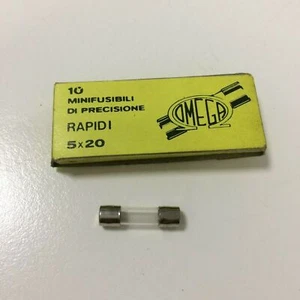 10
MINIFUSIBILI
DI PRECISIONE
RAPIDI
5x20
OMEGA